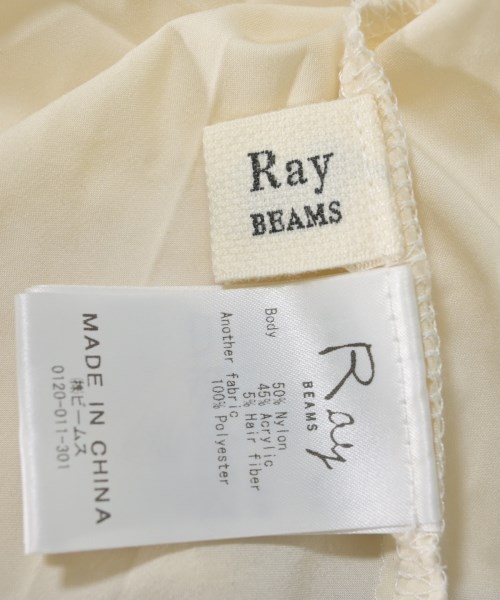 Ray
BEAMS
Ray
BEAMS
Body
50% Nylon
45% Acrylic
5% Hair fiber
Another fabric
100% Polyester
MADE IN CHINA
㈱ビームス
0120-011-301